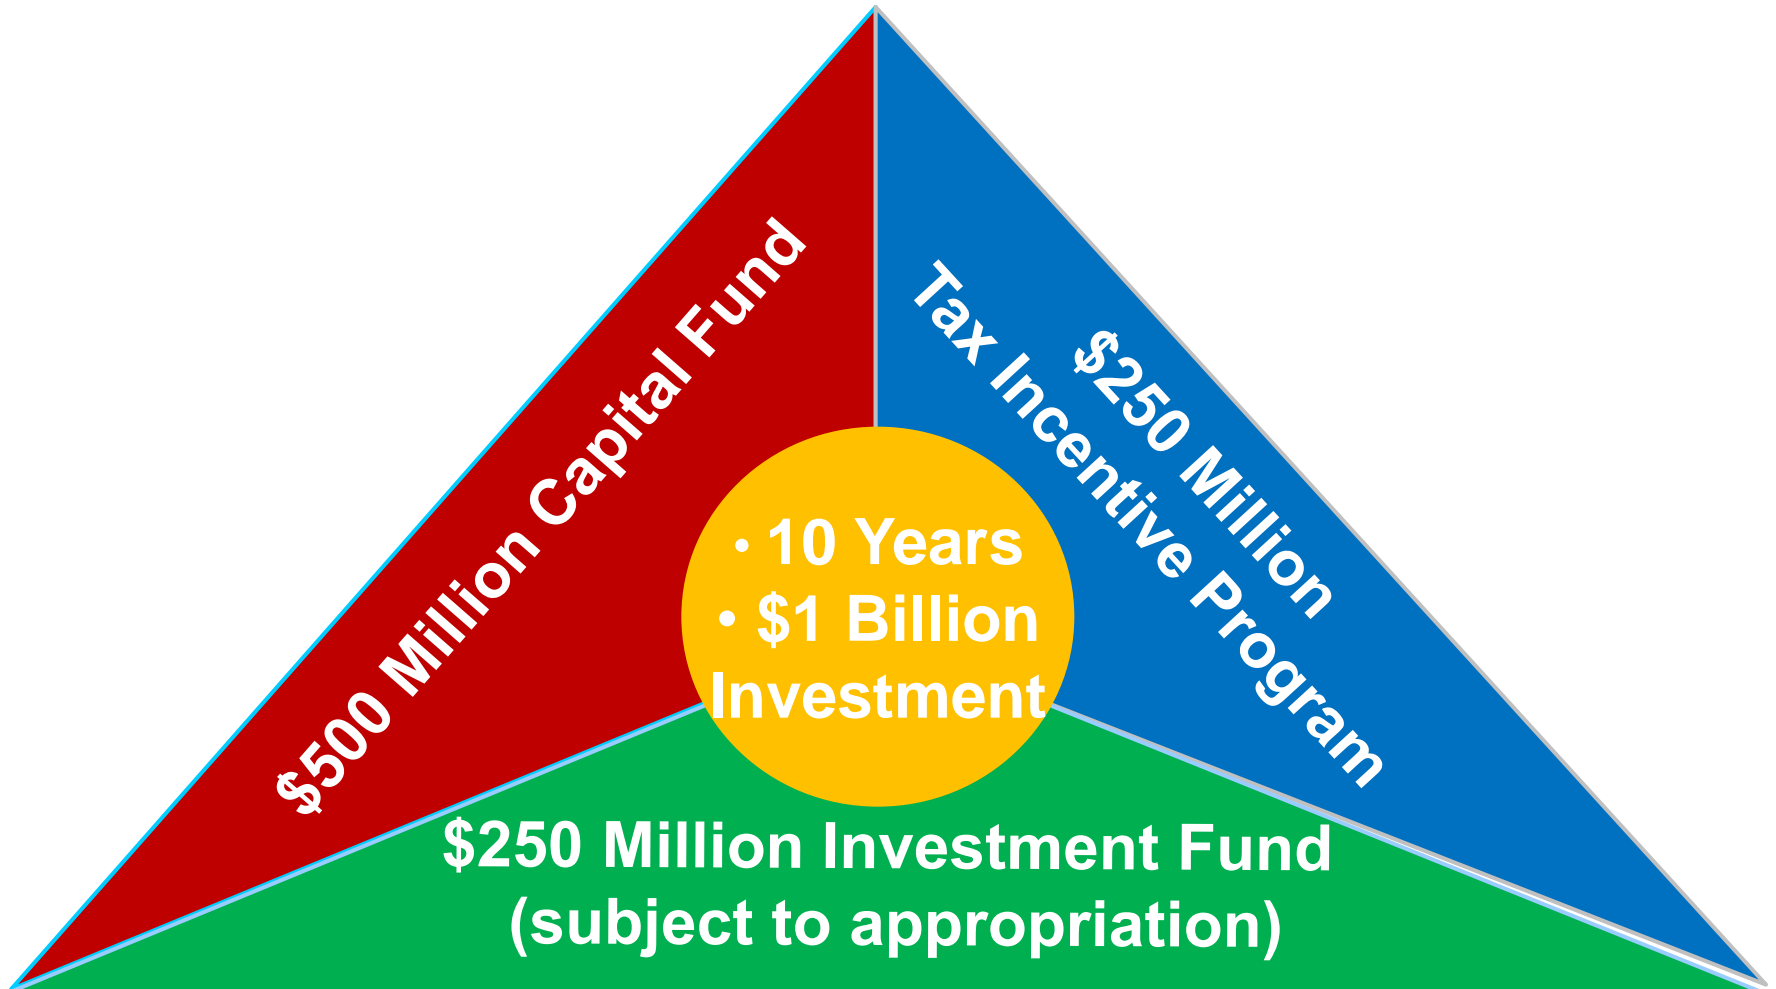 $500 Million Capital Fund
$250 Million
Tax Incentive Program
• 10 Years
• $1 Billion
Investment
$250 Million Investment Fund
(subject to appropriation)